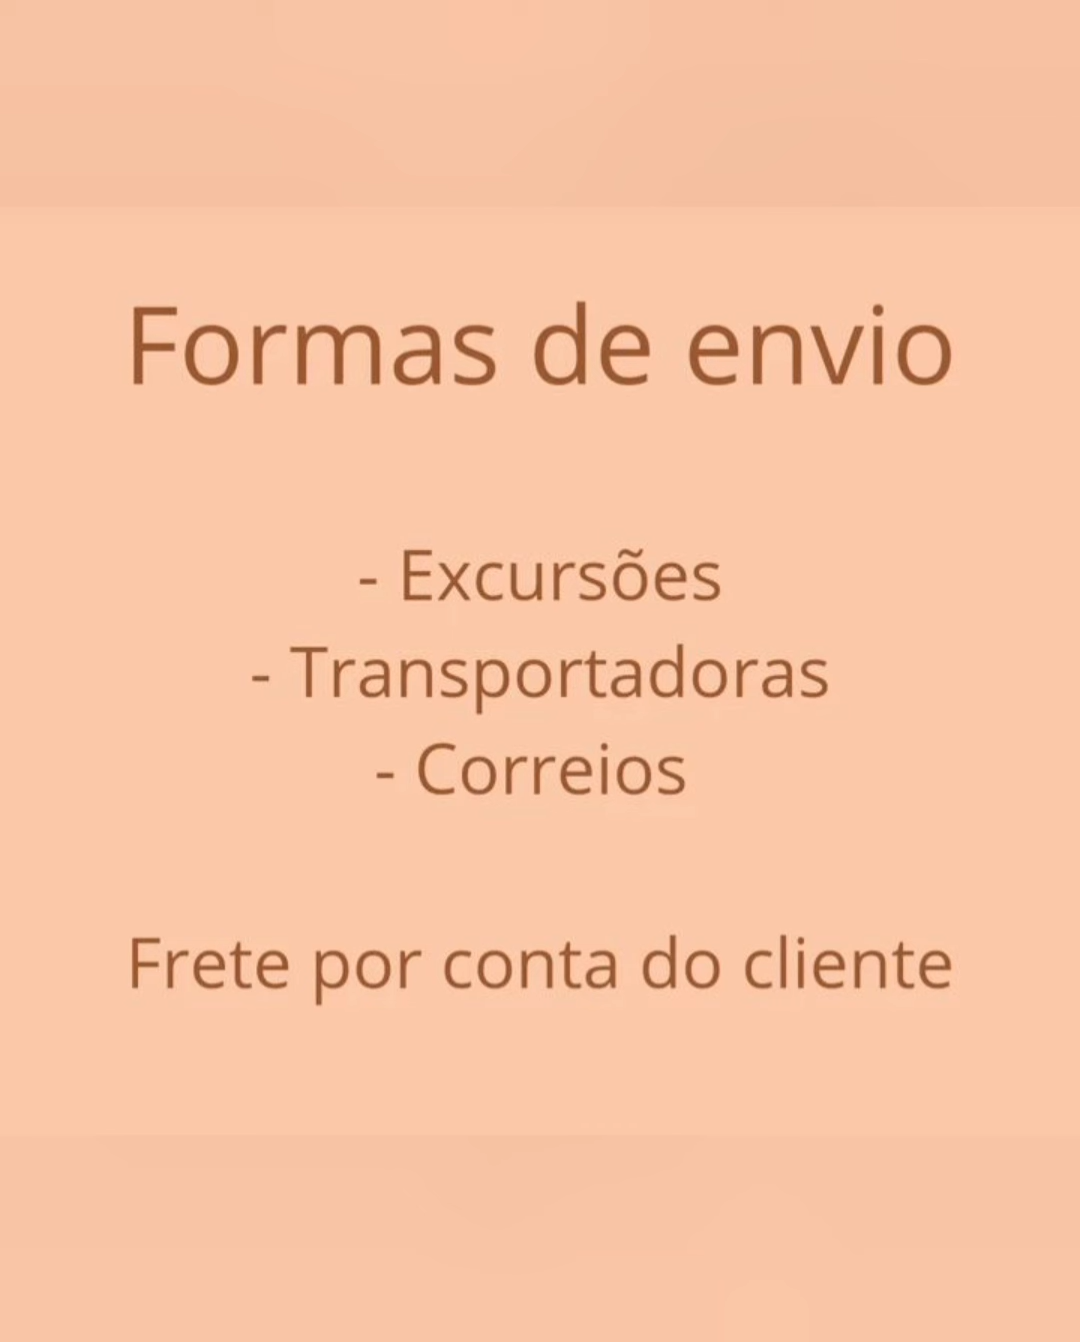 Formas de envio
- Excursões
- Transportadoras
- Correios
Frete por conta do cliente